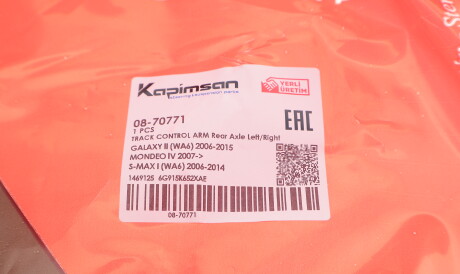 Kapimsan
YERLİ
ÜRETİM
08-70771
1 PCS
TRACK CONTROL ARM Rear Axle Left/Right
GALAXY II (WA6) 2006-2015
MONDEO IV 2007->
S-MAX I (WA6) 2006-2014
1469125 6G915K652XAE
EAC
08-70771